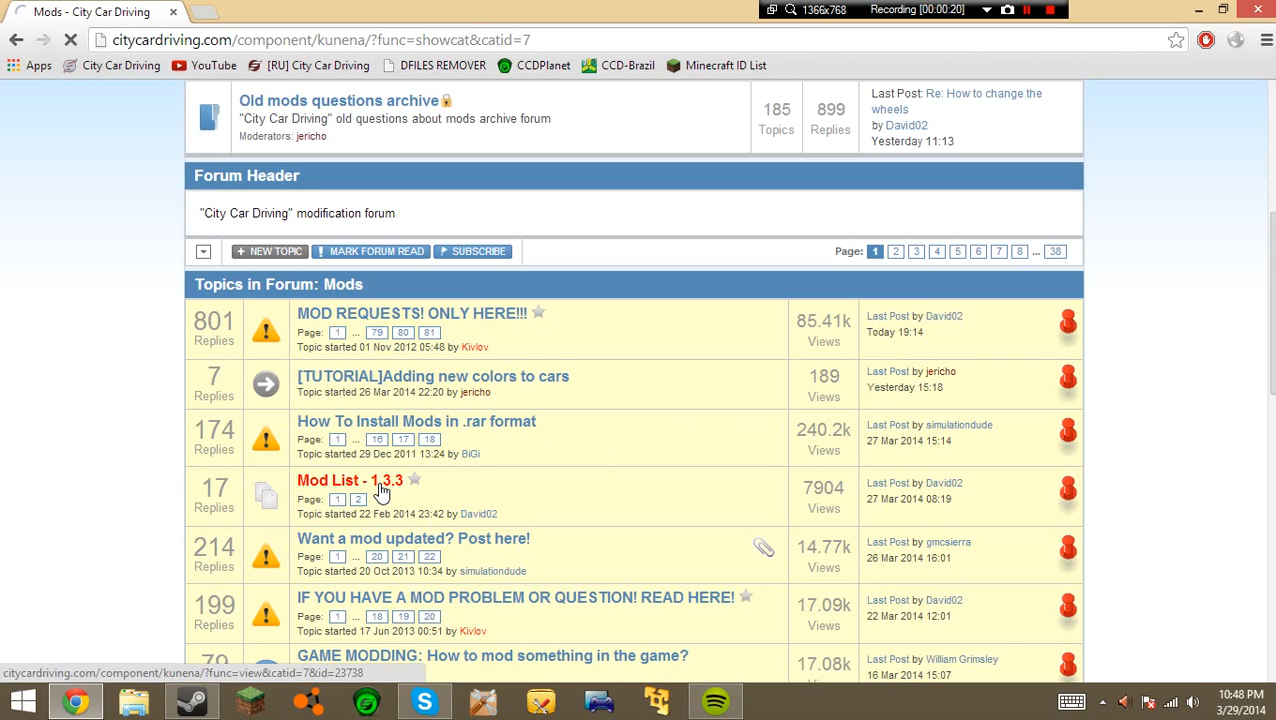 Mods - City Car Driving
1366x768
Recording [00:00:20]
citycardriving.com/component/kunena/?func=showcat&catid=7
Apps
City Car Driving
YouTube
[RU] City Car Driving
DFILES REMOVER
CCDPlanet
CCD-Brazil
Minecraft ID List
Old mods questions archive
"City Car Driving" old questions about mods archive forum
Moderators: jericho
185
Topics
899
Replies
Last Post: Re: How to change the
wheels
by David02
Yesterday 11:13
Forum Header
"City Car Driving" modification forum
+ NEW TOPIC
! MARK FORUM READ
SUBSCRIBE
Page: 1 2 3 4 5 6 7 8 ... 38
Topics in Forum: Mods
801
Replies
MOD REQUESTS! ONLY HERE!!!
Page: 1 ... 79 80 81
Topic started 01 Nov 2012 05:48 by Kivlov
85.41k
Views
Last Post by David02
Today 19:14
7
Replies
[TUTORIAL]Adding new colors to cars
Topic started 26 Mar 2014 22:20 by jericho
189
Views
Last Post by jericho
Yesterday 15:18
174
Replies
How To Install Mods in .rar format
Page: 1 ... 16 17 18
Topic started 29 Dec 2011 13:24 by BiGi
240.2k
Views
Last Post by simulationdude
27 Mar 2014 15:14
17
Replies
Mod List - 1.3.3
Page: 1 2
Topic started 22 Feb 2014 23:42 by David02
7904
Views
Last Post by David02
27 Mar 2014 08:19
214
Replies
Want a mod updated? Post here!
Page: 1 ... 20 21 22
Topic started 20 Oct 2013 10:34 by simulationdude
14.77k
Views
Last Post by gmcsierra
26 Mar 2014 16:01
199
Replies
IF YOU HAVE A MOD PROBLEM OR QUESTION! READ HERE!
Page: 1 ... 18 19 20
Topic started 17 Jun 2013 00:51 by Kivlov
17.09k
Views
Last Post by David02
22 Mar 2014 12:01
79
GAME MODDING: How to mod something in the game?
17.08k
Last Post by William Grimsley
16 Mar 2014 15:07
citycardriving.com/component/kunena/?func=view&catid=7&id=23738
10:48 PM
3/29/2014